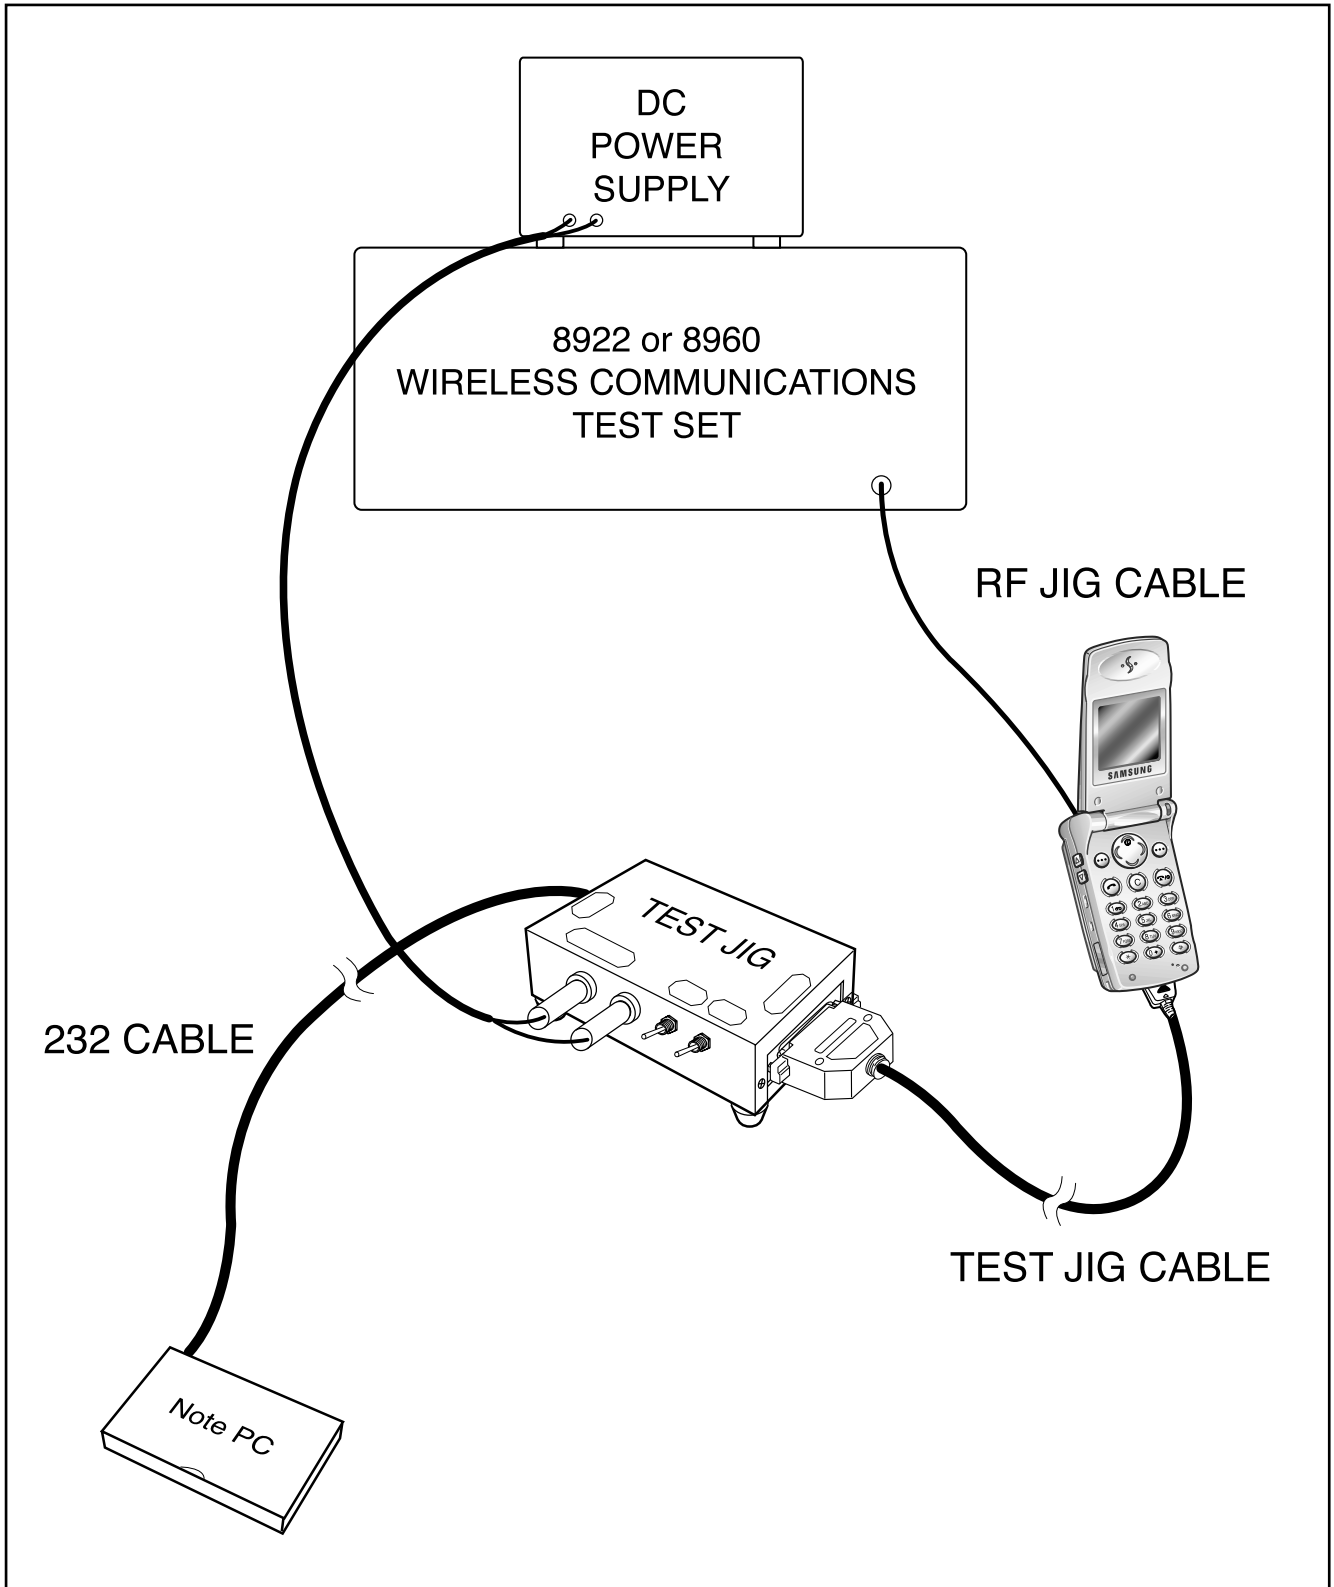 DC
POWER
SUPPLY
8922 or 8960
WIRELESS COMMUNICATIONS
TEST SET
RF JIG CABLE
SAMSUNG
TEST JIG
232 CABLE
TEST JIG CABLE
Note PC